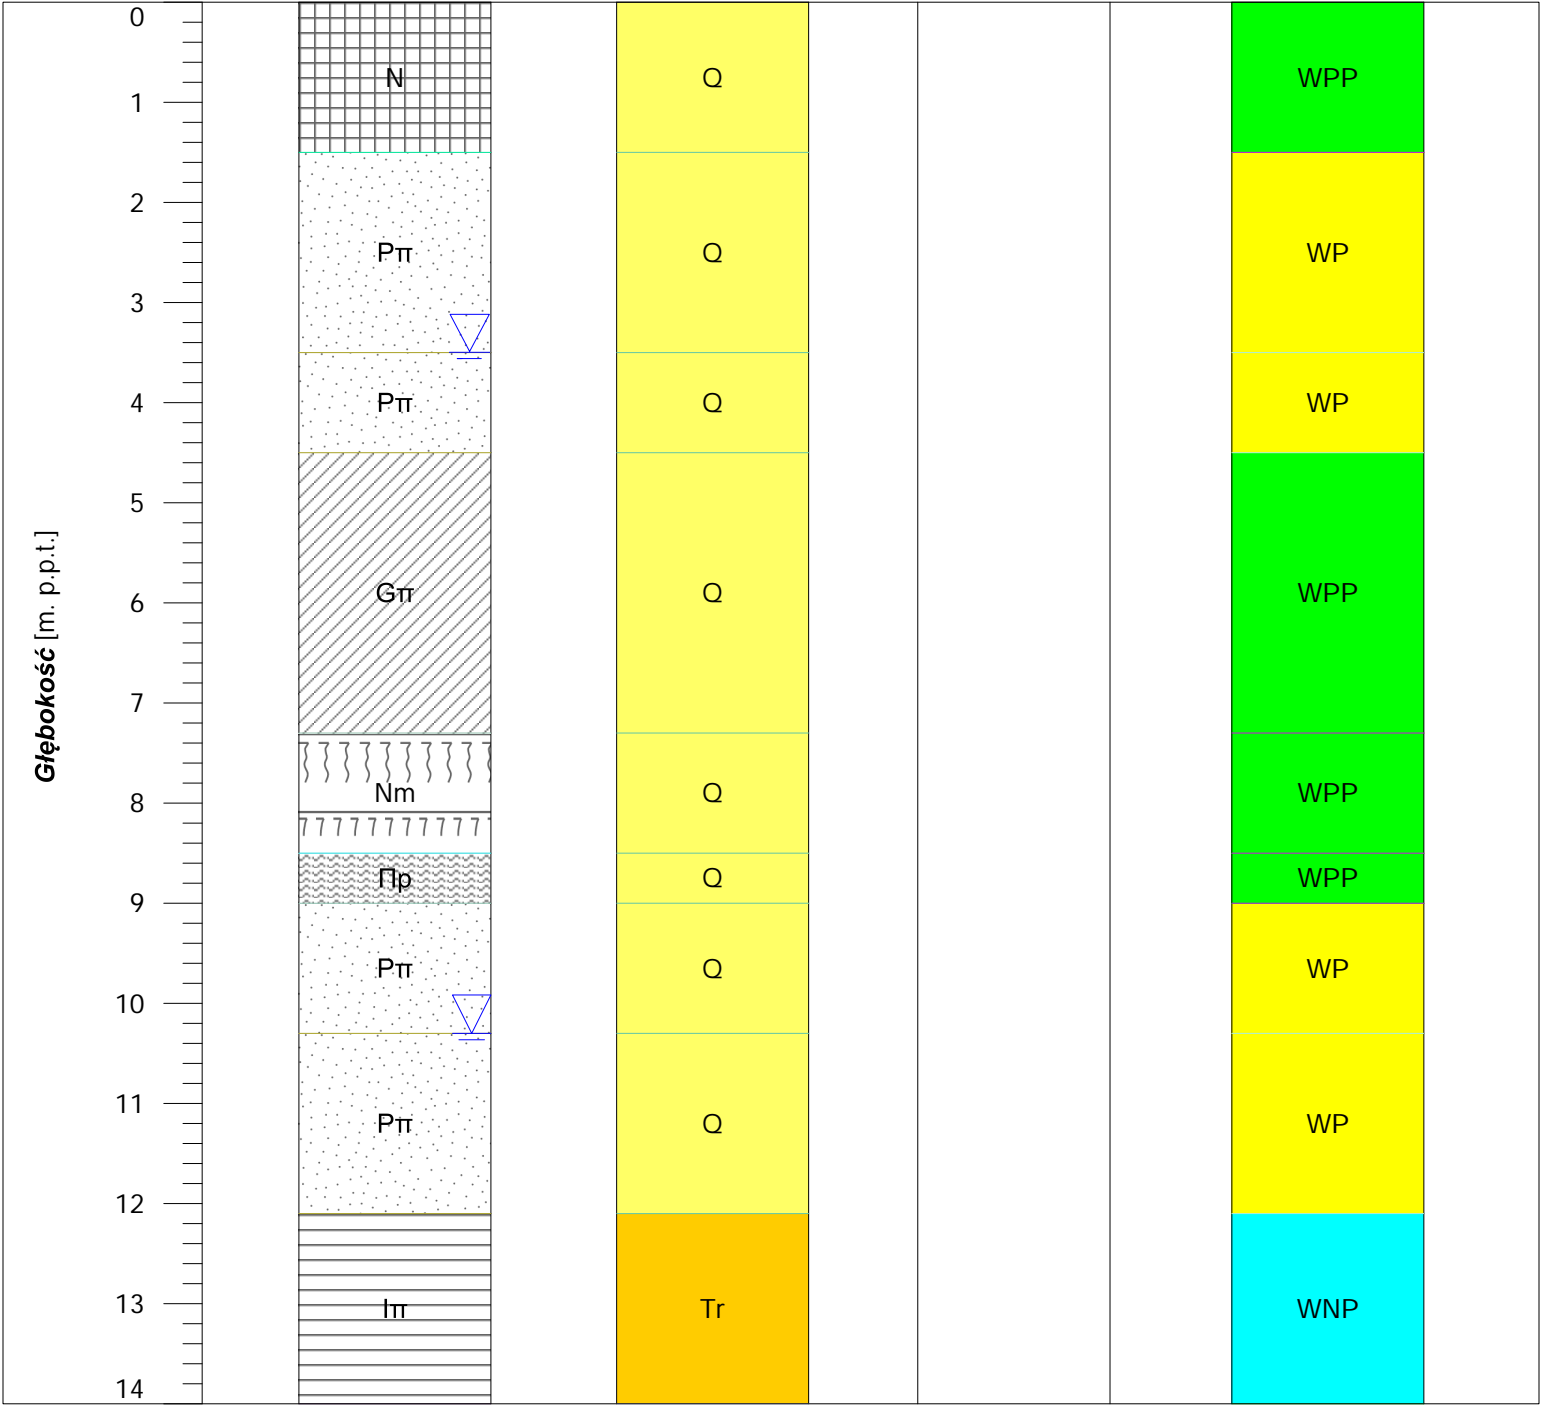 Głębokość [m. p.p.t.]
0
N Q WPP
1
2
Pπ Q WP
3
Pπ Q WP
4
5
Gπ Q WPP
6
7
Nm Q WPP
8
Πp Q WPP
9
Pπ Q WP
10
11
Pπ Q WP
12
13
Iπ Tr WNP
14